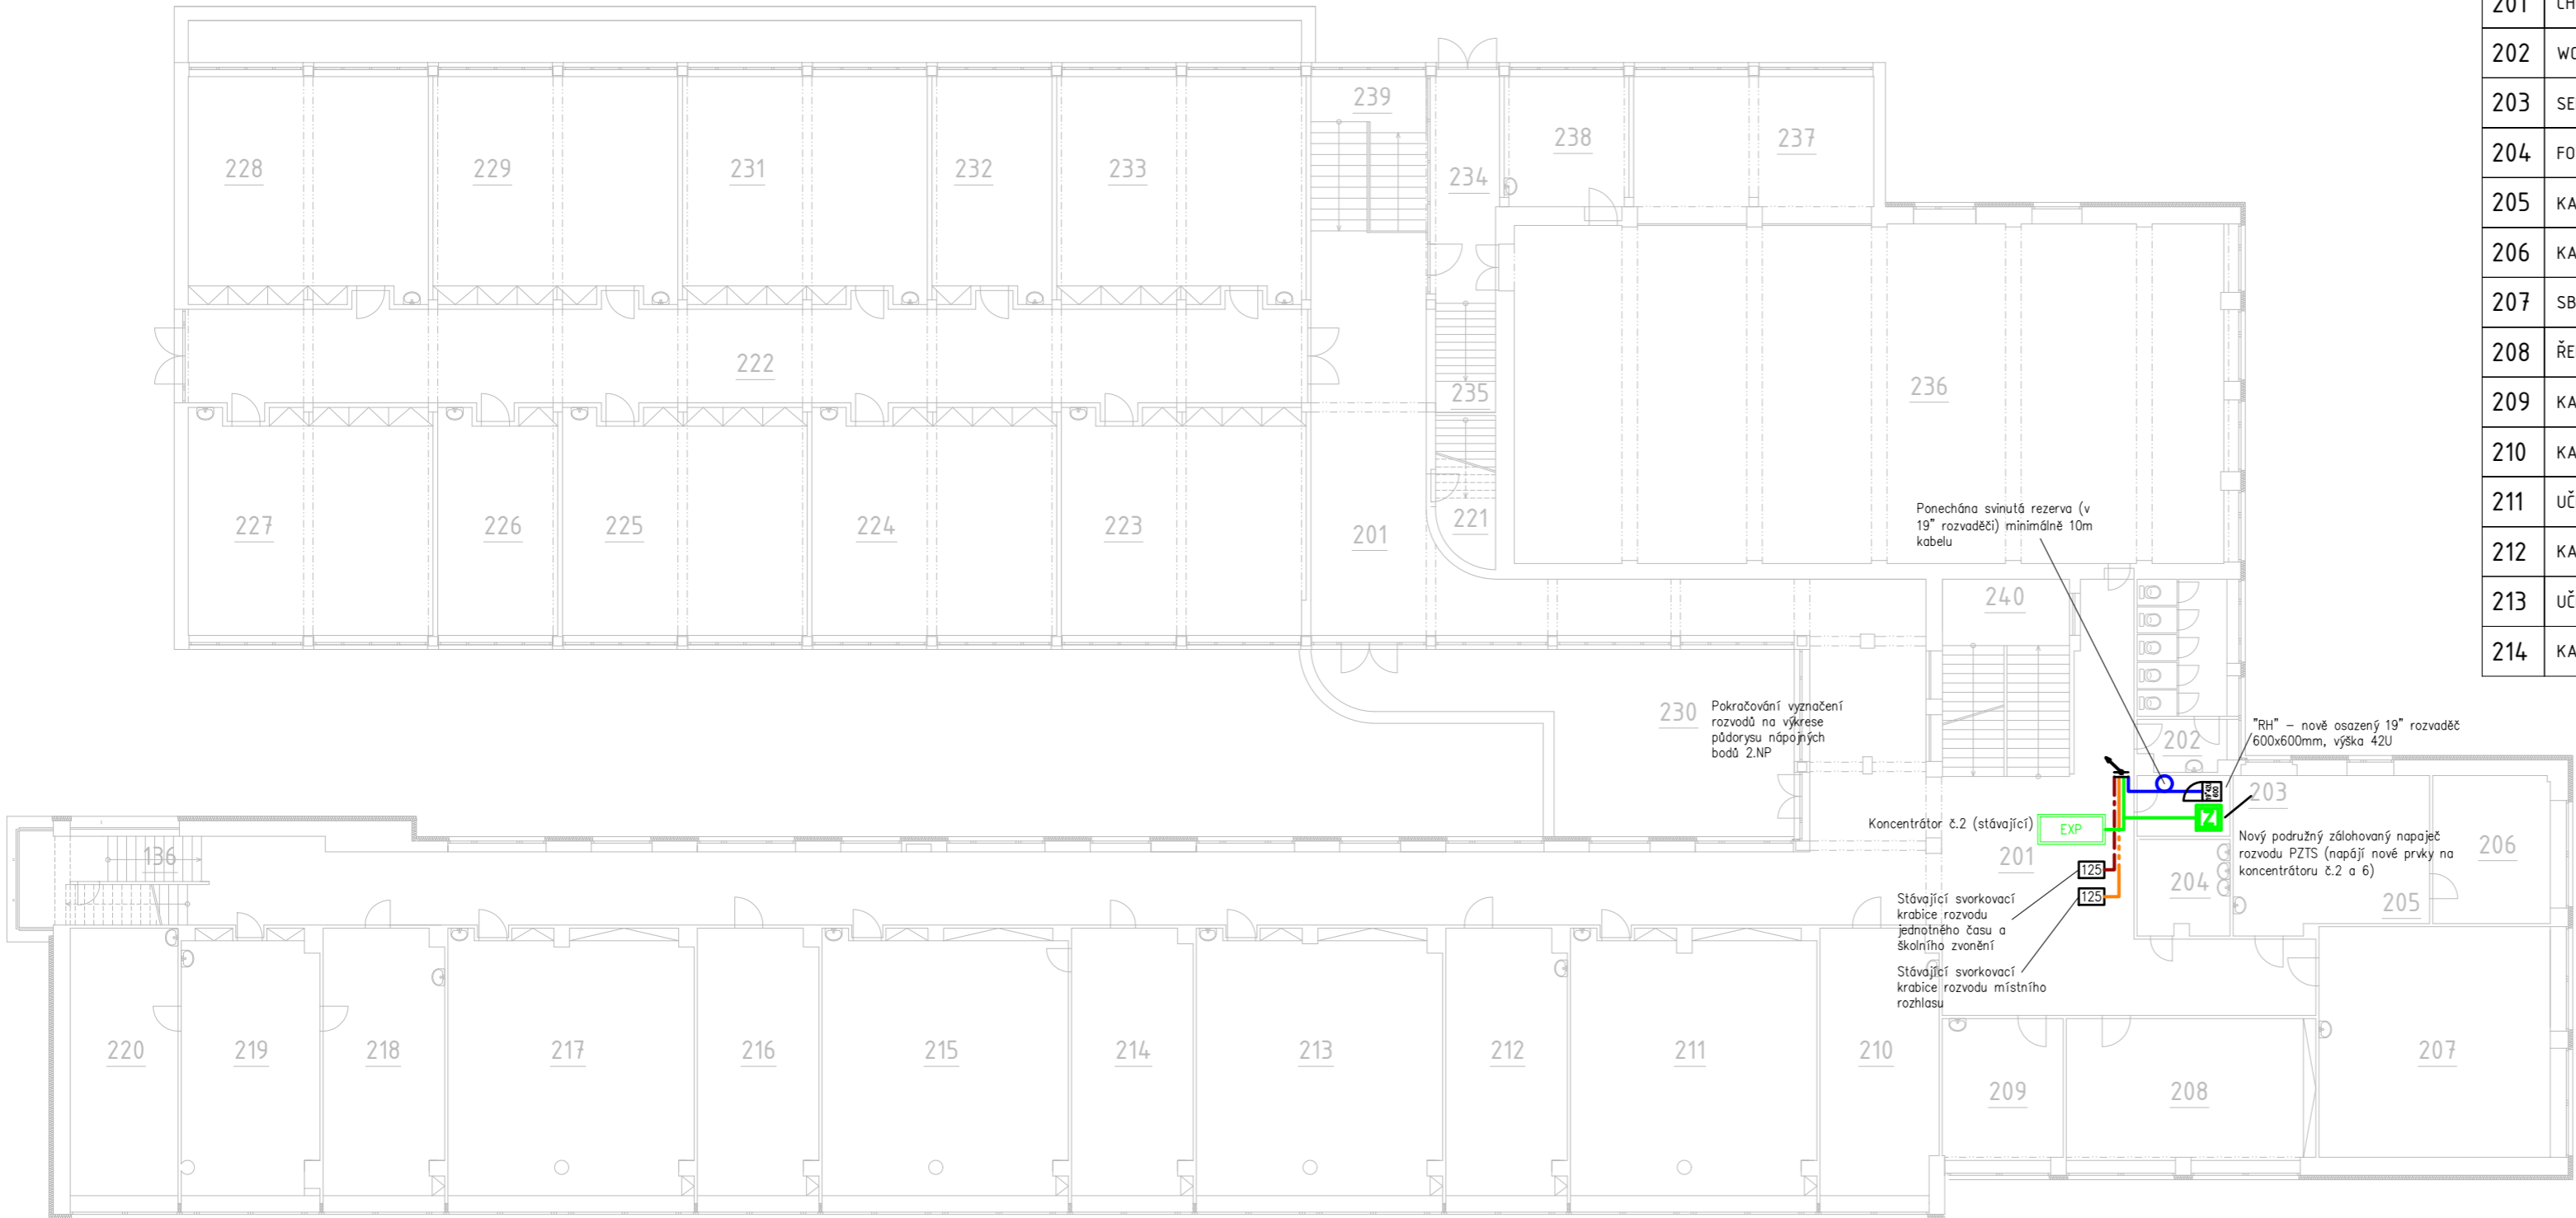 201 CH
202 WC
203 SE
204 FO
205 KA
206 KA
207 SB
208 ŘE
209 KA
210 KA
211 UČ
212 KA
213 UČ
214 KA
239
238
237
228
229
231
232
233
234
222
235
236
227
226
225
224
223
201
221
Ponechána svinutá rezerva (v
19" rozvaděči) minimálně 10m
kabelu
240
230
Pokračování vyznačení
rozvodů na výkrese
půdorysu nápojných
bodů 2.NP
202
"RH" – nově osazený 19" rozvaděč
600x600mm, výška 42U
19"42U
600
203
Z
Koncentrátor č.2 (stávající)
EXP
Nový podružný zálohovaný napaječ
rozvodu PZTS (napájí nové prvky na
koncentrátoru č.2 a 6)
206
136
201
125
204
205
125
Stávající svorkovací
krabice rozvodu
jednotného času a
školního zvonění
Stávající svorkovací
krabice rozvodu místního
rozhlasu
220
219
218
217
216
215
214
213
212
211
210
209
208
207